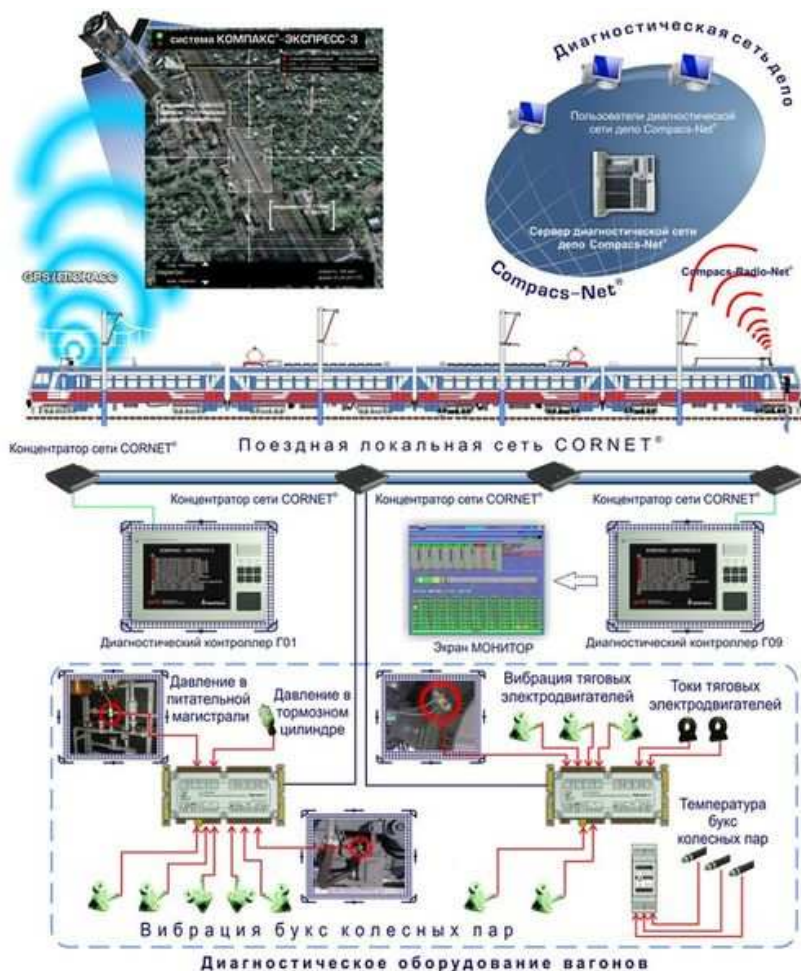 система КОМПАКС®-ЭКСПРЕСС-3
GPS/ГЛОНАСС
Диагностическая сеть депо
Пользователи диагностической
сети депо Compacs-Net®
Сервер диагностической сети
депо Compacs-Net®
Compacs-Net®
Compacs-Radio-Net®
Поездная локальная сеть CORNET®
Концентратор сети CORNET®
Концентратор сети CORNET®
Концентратор сети CORNET®
Концентратор сети CORNET®
Диагностический контроллер Г01
Экран МОНИТОР
Диагностический контроллер Г09
Давление в
питательной
магистрали
Давление в
тормозном
цилиндре
Вибрация тяговых
электродвигателей
Токи тяговых
электродвигателей
Температура
букс
колесных пар
Вибрация букс колесных пар
Диагностическое оборудование вагонов